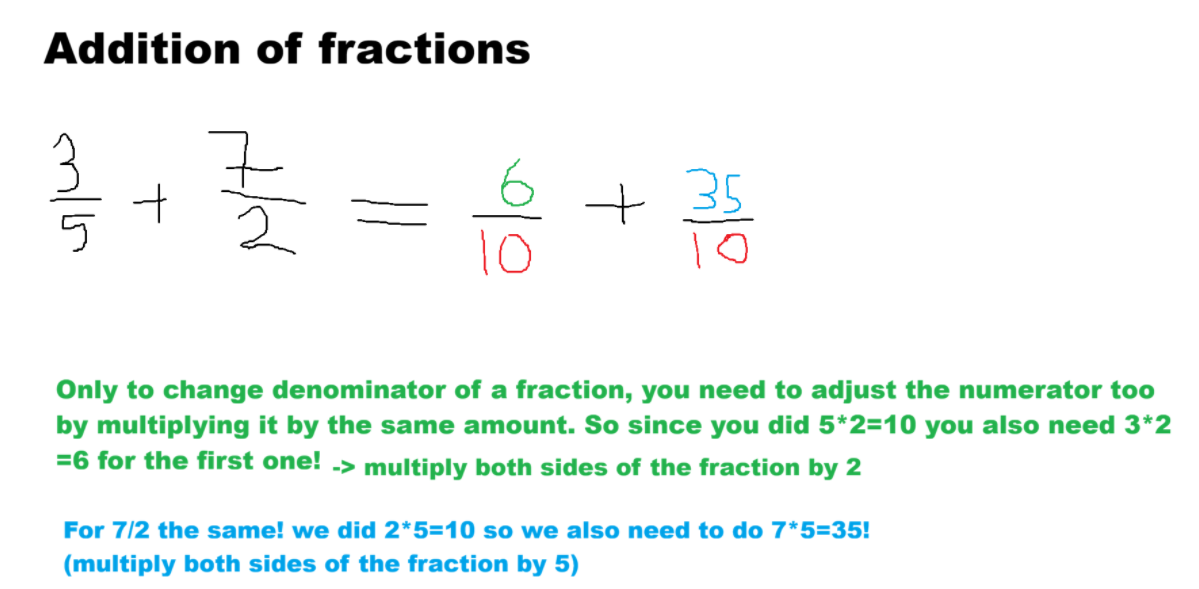 Addition of fractions
3/5 + 7/2 = 6/10 + 35/10
Only to change denominator of a fraction, you need to adjust the numerator too
by multiplying it by the same amount. So since you did 5*2=10 you also need 3*2
=6 for the first one! -> multiply both sides of the fraction by 2
For 7/2 the same! we did 2*5=10 so we also need to do 7*5=35!
(multiply both sides of the fraction by 5)